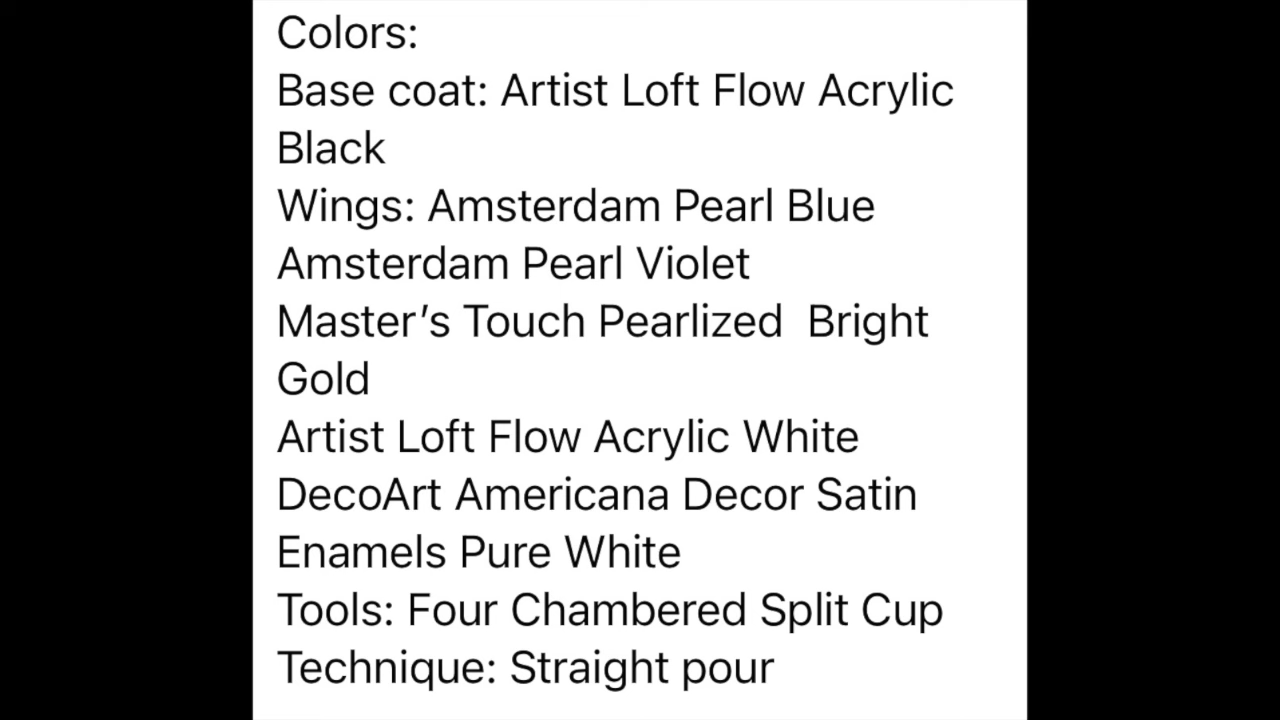 Colors:
Base coat: Artist Loft Flow Acrylic
Black
Wings: Amsterdam Pearl Blue
Amsterdam Pearl Violet
Master’s Touch Pearlized  Bright
Gold
Artist Loft Flow Acrylic White
DecoArt Americana Decor Satin
Enamels Pure White
Tools: Four Chambered Split Cup
Technique: Straight pour